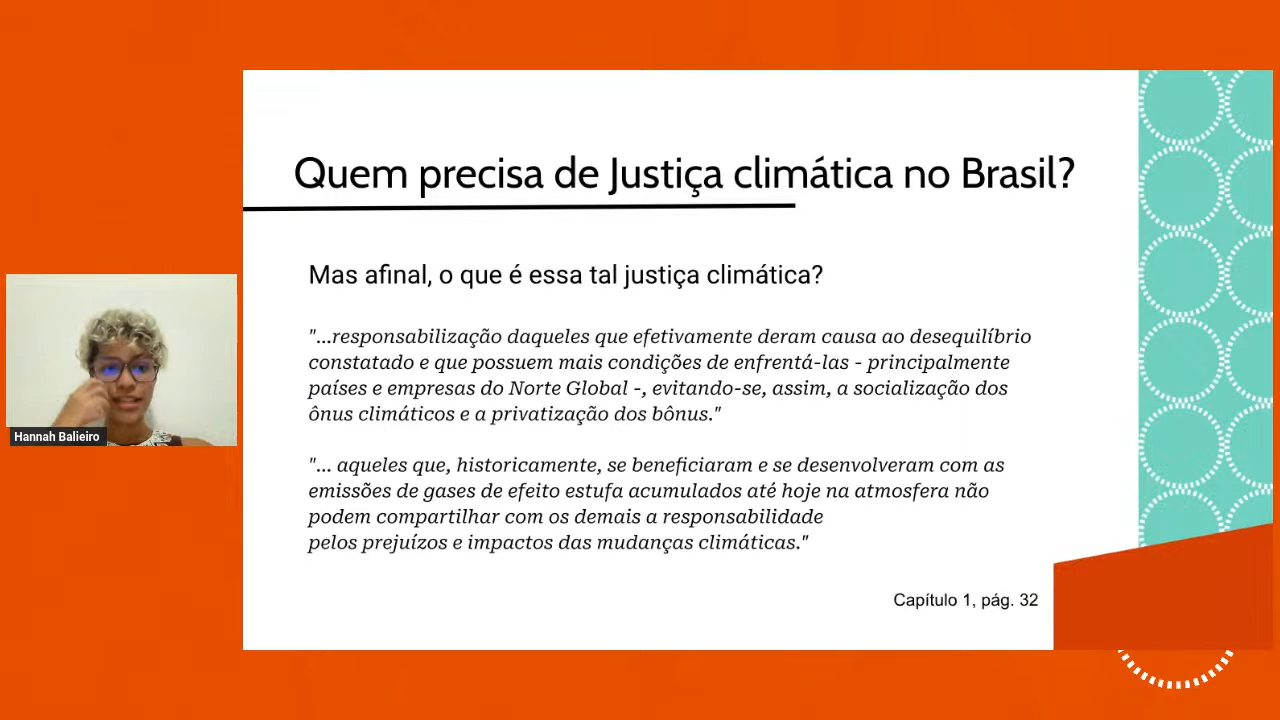 Quem precisa de Justiça climática no Brasil?
Mas afinal, o que é essa tal justiça climática?
"...responsabilização daqueles que efetivamente deram causa ao desequilíbrio
constatado e que possuem mais condições de enfrentá-las - principalmente
países e empresas do Norte Global -, evitando-se, assim, a socialização dos
ônus climáticos e a privatização dos bônus."
"... aqueles que, historicamente, se beneficiaram e se desenvolveram com as
emissões de gases de efeito estufa acumulados até hoje na atmosfera não
podem compartilhar com os demais a responsabilidade
pelos prejuízos e impactos das mudanças climáticas."
Capítulo 1, pág. 32
Hannah Balieiro